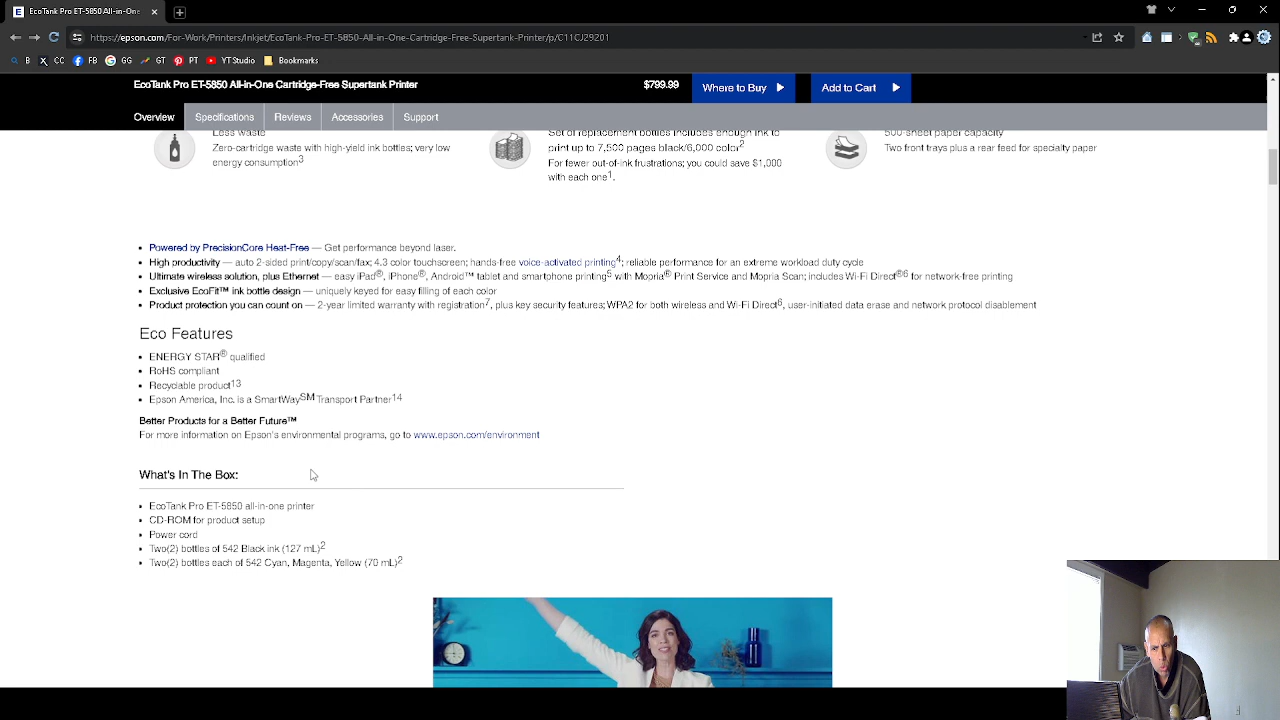 EcoTank Pro ET-5850 All-in-One
https://epson.com/For-Work/Printers/Inkjet/EcoTank-Pro-ET-5850-All-in-One-Cartridge-Free-Supertank-Printer/p/C11CJ29201
B CC FB GG GT PT YT Studio Bookmarks
EcoTank Pro ET-5850 All-in-One Cartridge-Free Supertank Printer $799.99 Where to Buy Add to Cart
Overview Specifications Reviews Accessories Support
Less waste
Zero-cartridge waste with high-yield ink bottles; very low
energy consumption3
Set of replacement bottles includes enough ink to
print up to 7,500 pages black/6,000 color2
For fewer out-of-ink frustrations; you could save $1,000
with each one1.
500-sheet paper capacity
Two front trays plus a rear feed for specialty paper
• Powered by PrecisionCore Heat-Free — Get performance beyond laser.
• High productivity — auto 2-sided print/copy/scan/fax; 4.3 color touchscreen; hands-free voice-activated printing4; reliable performance for an extreme workload duty cycle
• Ultimate wireless solution, plus Ethernet — easy iPad®, iPhone®, Android™ tablet and smartphone printing5 with Mopria® Print Service and Mopria Scan; includes Wi-Fi Direct®6 for network-free printing
• Exclusive EcoFit™ ink bottle design — uniquely keyed for easy filling of each color
• Product protection you can count on — 2-year limited warranty with registration7, plus key security features; WPA2 for both wireless and Wi-Fi Direct6, user-initiated data erase and network protocol disablement
Eco Features
• ENERGY STAR® qualified
• RoHS compliant
• Recyclable product13
• Epson America, Inc. is a SmartWaySM Transport Partner14
Better Products for a Better Future™
For more information on Epson's environmental programs, go to www.epson.com/environment
What's In The Box:
• EcoTank Pro ET-5850 all-in-one printer
• CD-ROM for product setup
• Power cord
• Two(2) bottles of 542 Black ink (127 mL)2
• Two(2) bottles each of 542 Cyan, Magenta, Yellow (70 mL)2